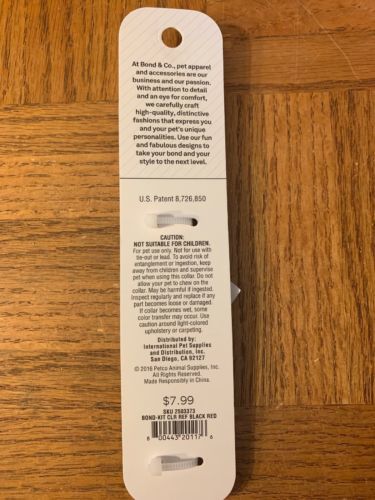 At Bond & Co., pet apparel
and accessories are our
business and our passion.
With attention to detail
and an eye for comfort,
we carefully craft
high-quality, distinctive
fashions that express you
and your pet's unique
personalities. Use our fun
and fabulous designs to
take your bond and your
style to the next level.
U.S. Patent 8,726,850
CAUTION:
NOT SUITABLE FOR CHILDREN.
For pet use only. Not for use with
tie-out or lead. To avoid risk of
entanglement or ingestion, keep
away from children and supervise
pet when using this collar. Do not
allow your pet to chew on the
collar. May be harmful if ingested.
Inspect regularly and replace if any
part becomes loose or damaged.
If collar becomes wet, some
color transfer may occur. Use
caution around light-colored
upholstery or carpeting.
Distributed by:
International Pet Supplies
and Distribution, Inc.
San Diego, CA 92127
© 2016 Petco Animal Supplies, Inc.
All Rights Reserved.
Made Responsibly in China.
$7.99
SKU 2503373
BOND-KIT CLR REF BLACK RED
8 00443 20117 6